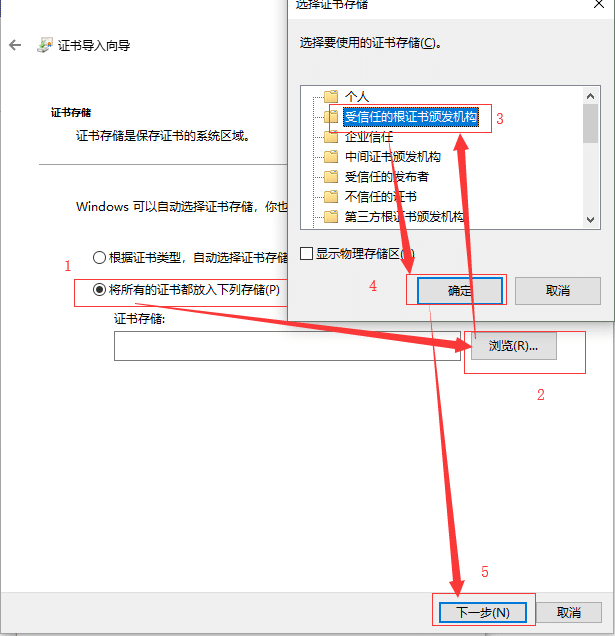 选择证书存储
证书导入向导
选择要使用的证书存储(C)。
个人
受信任的根证书颁发机构
3
企业信任
中间证书颁发机构
受信任的发布者
不信任的证书
第三方根证书颁发机构
显示物理存储区
4
确定
取消
证书存储
证书存储是保存证书的系统区域。
Windows 可以自动选择证书存储，你也
根据证书类型，自动选择证书存储
1
将所有的证书都放入下列存储(P)
证书存储:
浏览(R)...
2
5
下一步(N)
取消